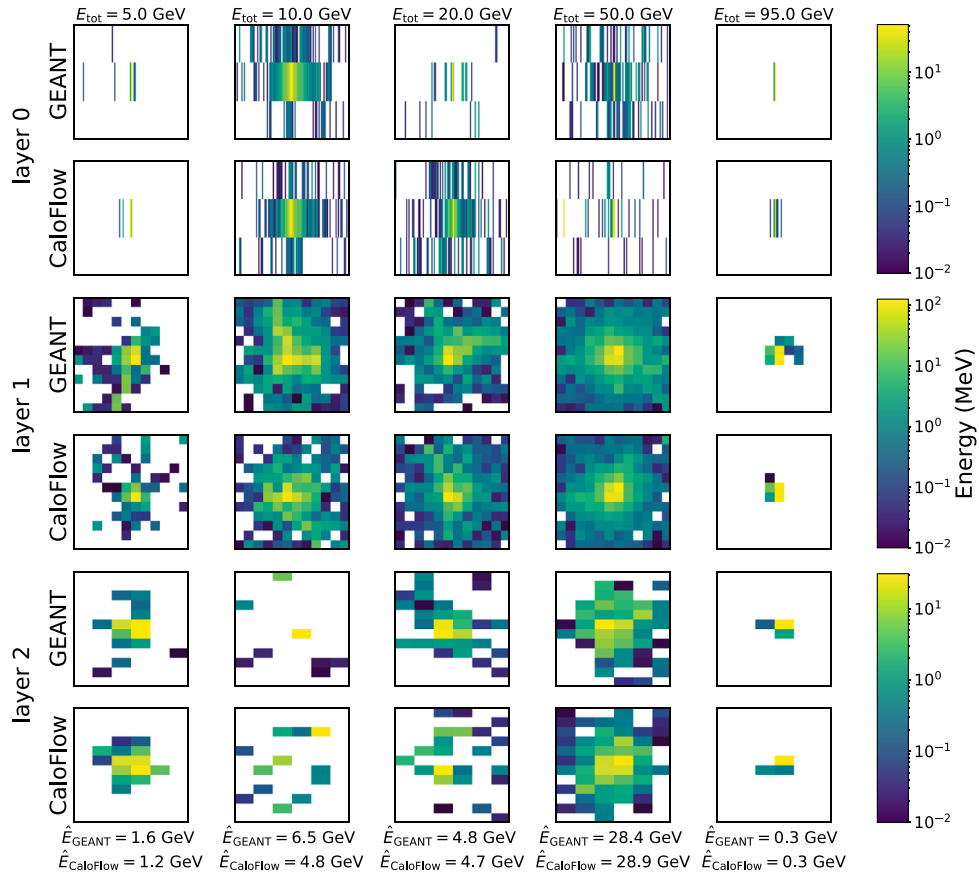 E_tot = 5.0 GeV
E_tot = 10.0 GeV
E_tot = 20.0 GeV
E_tot = 50.0 GeV
E_tot = 95.0 GeV
layer 0
GEANT
CaloFlow
10^1
10^0
10^−1
10^−2
layer 1
GEANT
CaloFlow
10^2
10^1
10^0
10^−1
10^−2
Energy (MeV)
layer 2
GEANT
CaloFlow
10^1
10^0
10^−1
10^−2
Ê_GEANT = 1.6 GeV
Ê_CaloFlow = 1.2 GeV
Ê_GEANT = 6.5 GeV
Ê_CaloFlow = 4.8 GeV
Ê_GEANT = 4.8 GeV
Ê_CaloFlow = 4.7 GeV
Ê_GEANT = 28.4 GeV
Ê_CaloFlow = 28.9 GeV
Ê_GEANT = 0.3 GeV
Ê_CaloFlow = 0.3 GeV